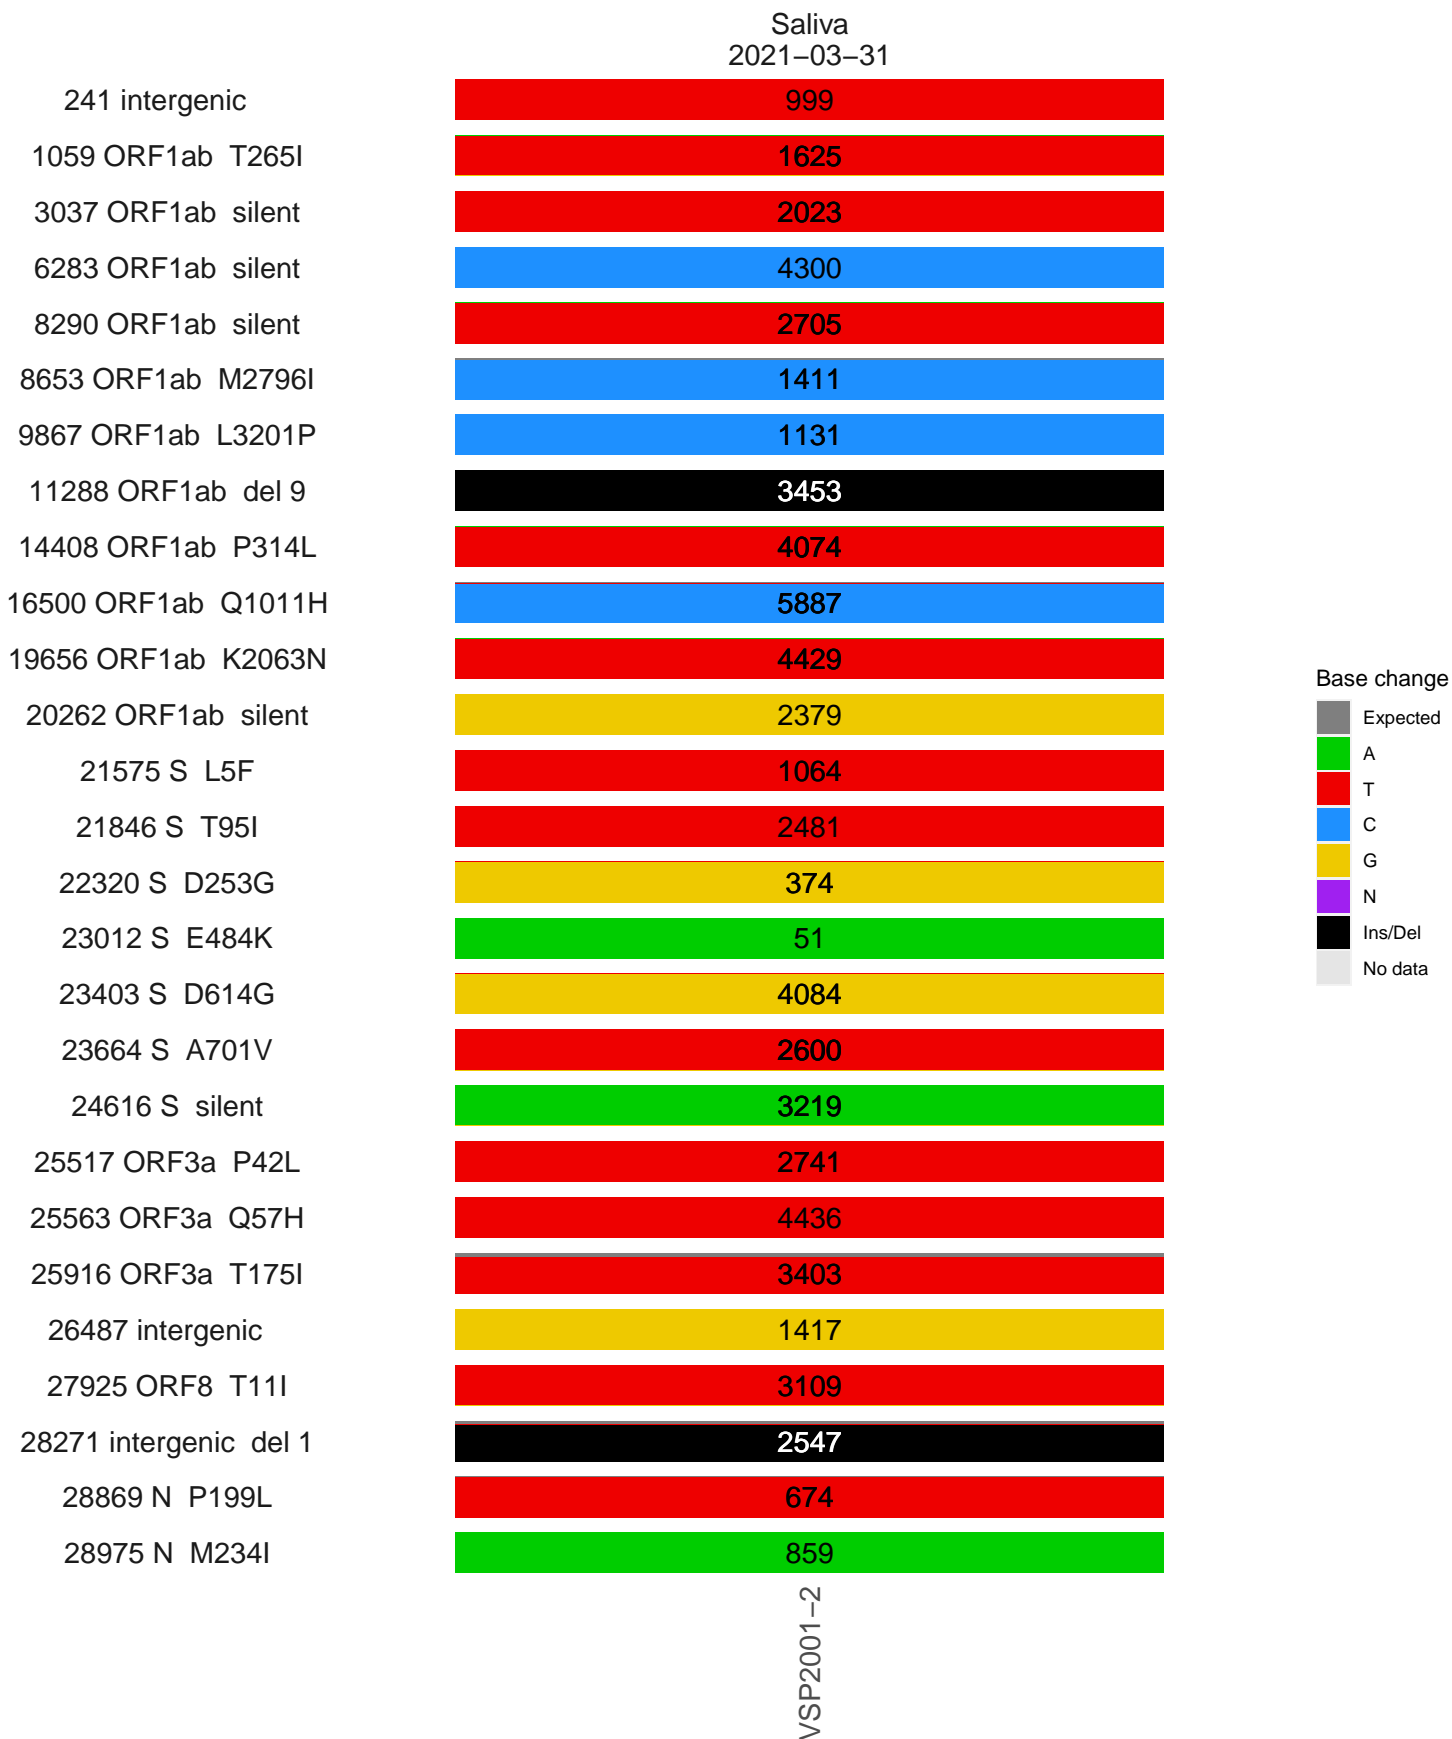 Saliva
2021−03−31
241 intergenic 999
1059 ORF1ab T265I 1625
3037 ORF1ab silent 2023
6283 ORF1ab silent 4300
8290 ORF1ab silent 2705
8653 ORF1ab M2796I 1411
9867 ORF1ab L3201P 1131
11288 ORF1ab del 9 3453
14408 ORF1ab P314L 4074
16500 ORF1ab Q1011H 5887
19656 ORF1ab K2063N 4429
20262 ORF1ab silent 2379
21575 S L5F 1064
21846 S T95I 2481
22320 S D253G 374
23012 S E484K 51
23403 S D614G 4084
23664 S A701V 2600
24616 S silent 3219
25517 ORF3a P42L 2741
25563 ORF3a Q57H 4436
25916 ORF3a T175I 3403
26487 intergenic 1417
27925 ORF8 T11I 3109
28271 intergenic del 1 2547
28869 N P199L 674
28975 N M234I 859
VSP2001−2
Base change
Expected
A
T
C
G
N
Ins/Del
No data